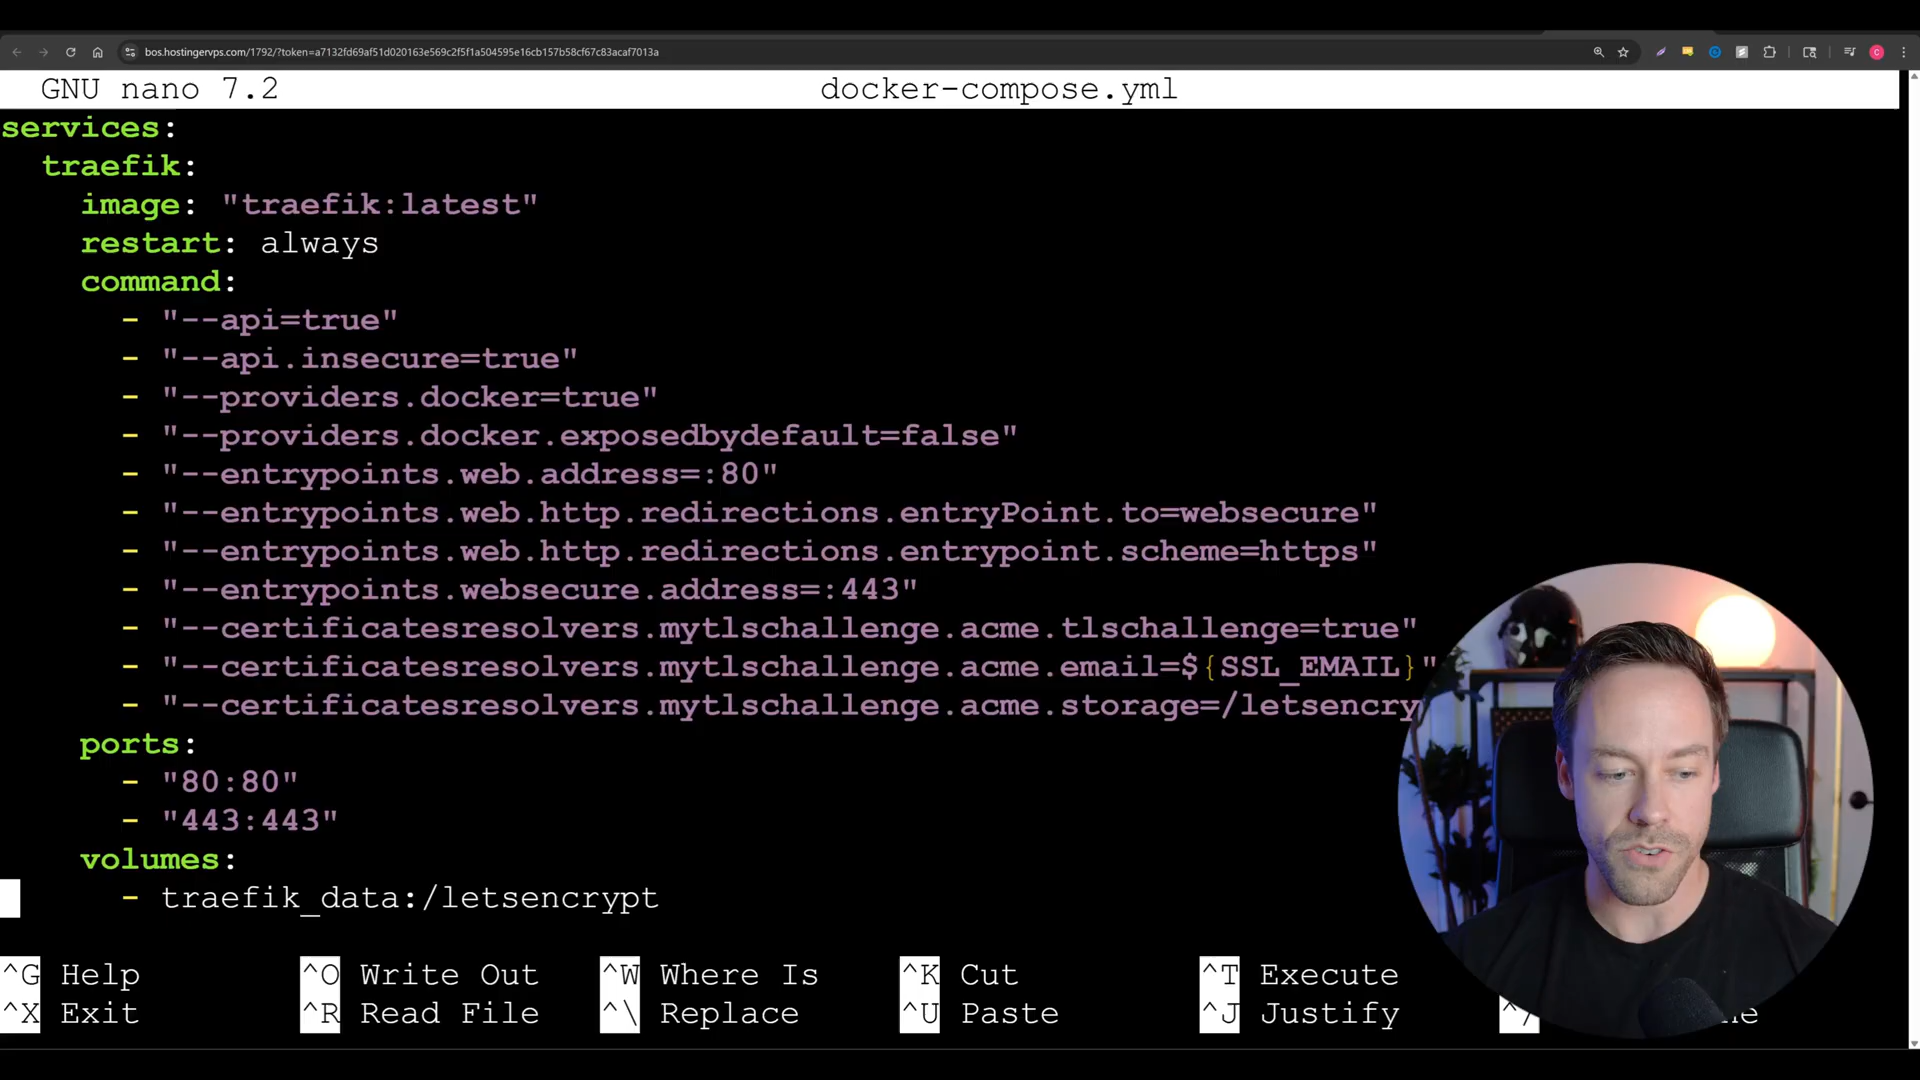 bos.hostingervps.com/1792/?token=a7132fd69af51d020163e569c2f5f1a504595e16cb157b58cf67c83acaf7013a
GNU nano 7.2 docker-compose.yml
services:
traefik:
image: "traefik:latest"
restart: always
command:
- "--api=true"
- "--api.insecure=true"
- "--providers.docker=true"
- "--providers.docker.exposedbydefault=false"
- "--entrypoints.web.address=:80"
- "--entrypoints.web.http.redirections.entryPoint.to=websecure"
- "--entrypoints.web.http.redirections.entrypoint.scheme=https"
- "--entrypoints.websecure.address=:443"
- "--certificatesresolvers.mytlschallenge.acme.tlschallenge=true"
- "--certificatesresolvers.mytlschallenge.acme.email=${SSL_EMAIL}"
- "--certificatesresolvers.mytlschallenge.acme.storage=/letsencry
ports:
- "80:80"
- "443:443"
volumes:
- traefik_data:/letsencrypt
^G Help ^O Write Out ^W Where Is ^K Cut ^T Execute
^X Exit ^R Read File ^\ Replace ^U Paste ^J Justify ^/